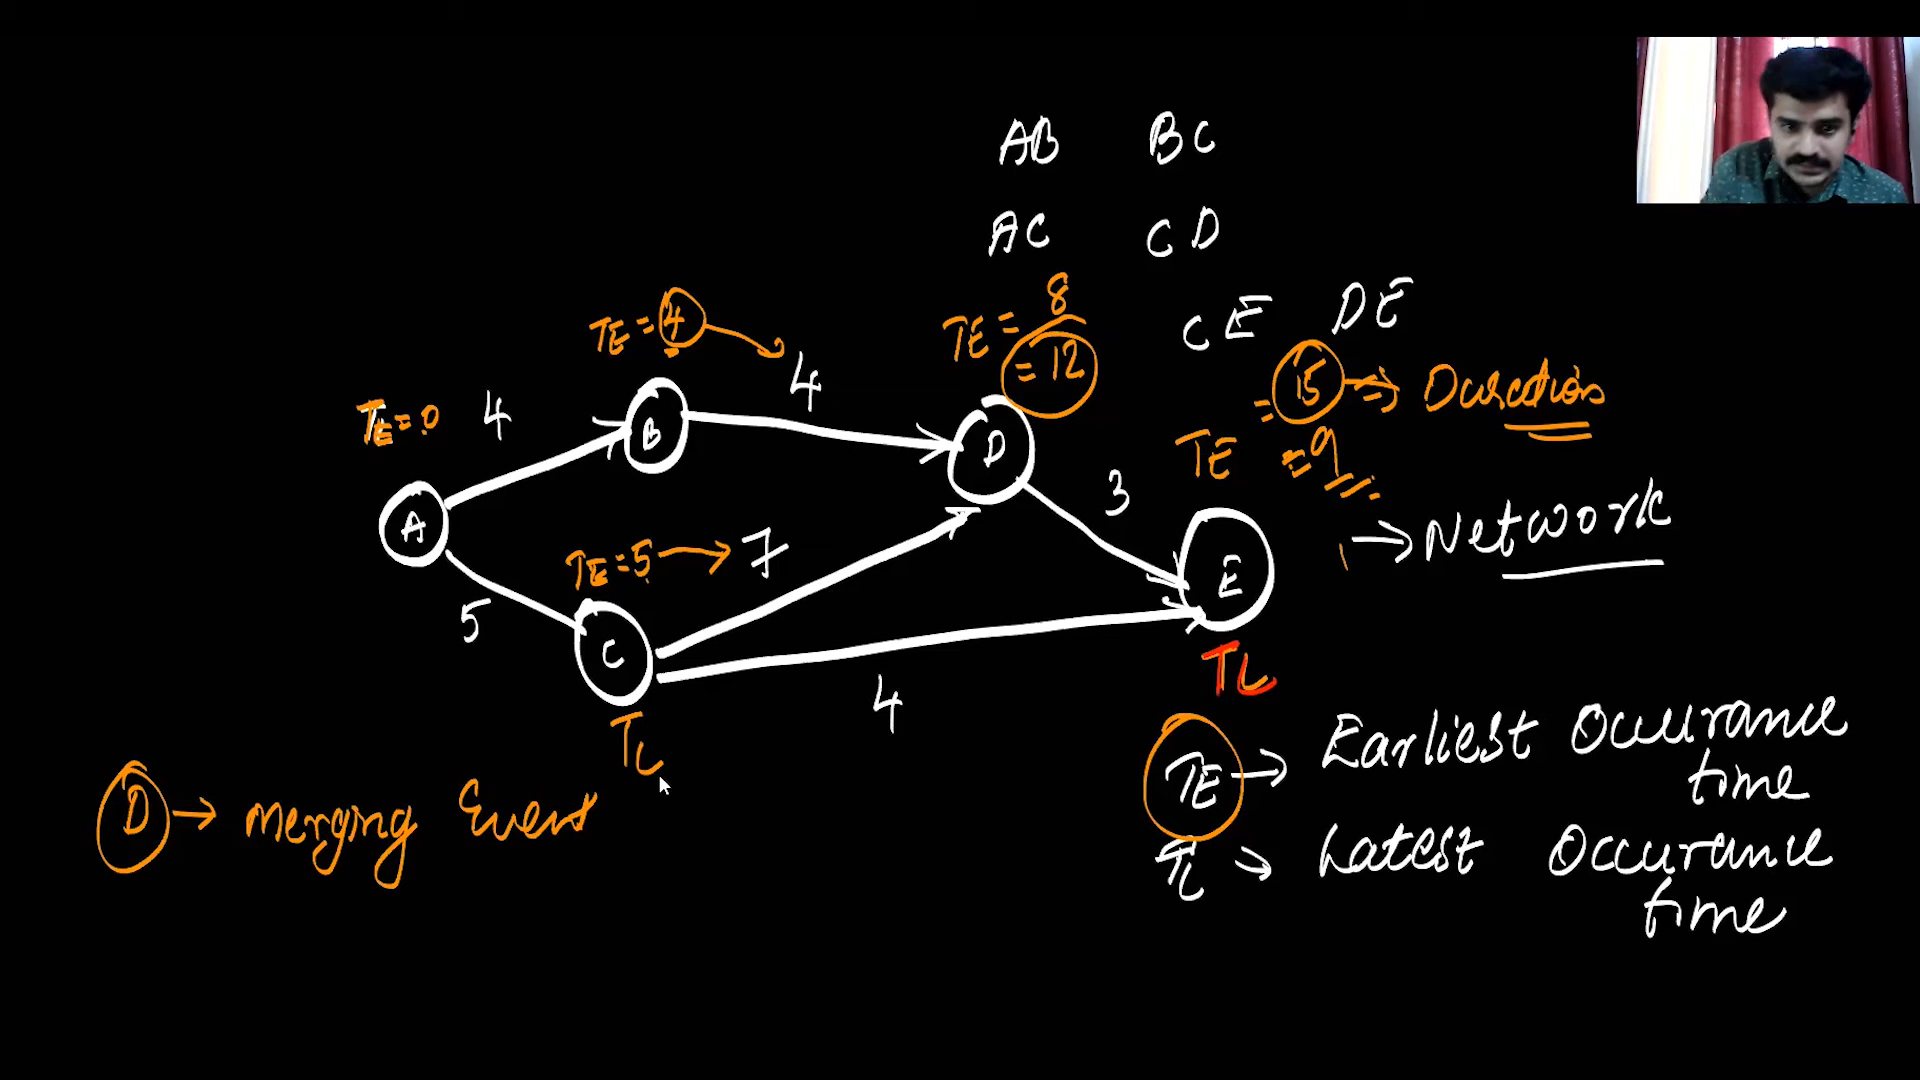 AB BC
AC CD
CE DE
TE = 8
= 12
TE = 4
4
= 15 → Duration
TE = 0
4
B
D
TE = 9
3
A
TE = 5 → 7
→ Network
E
5
C
TL
4
TL
TE → Earliest Occurance
time
D → Merging Event
TL → Latest Occurance
time